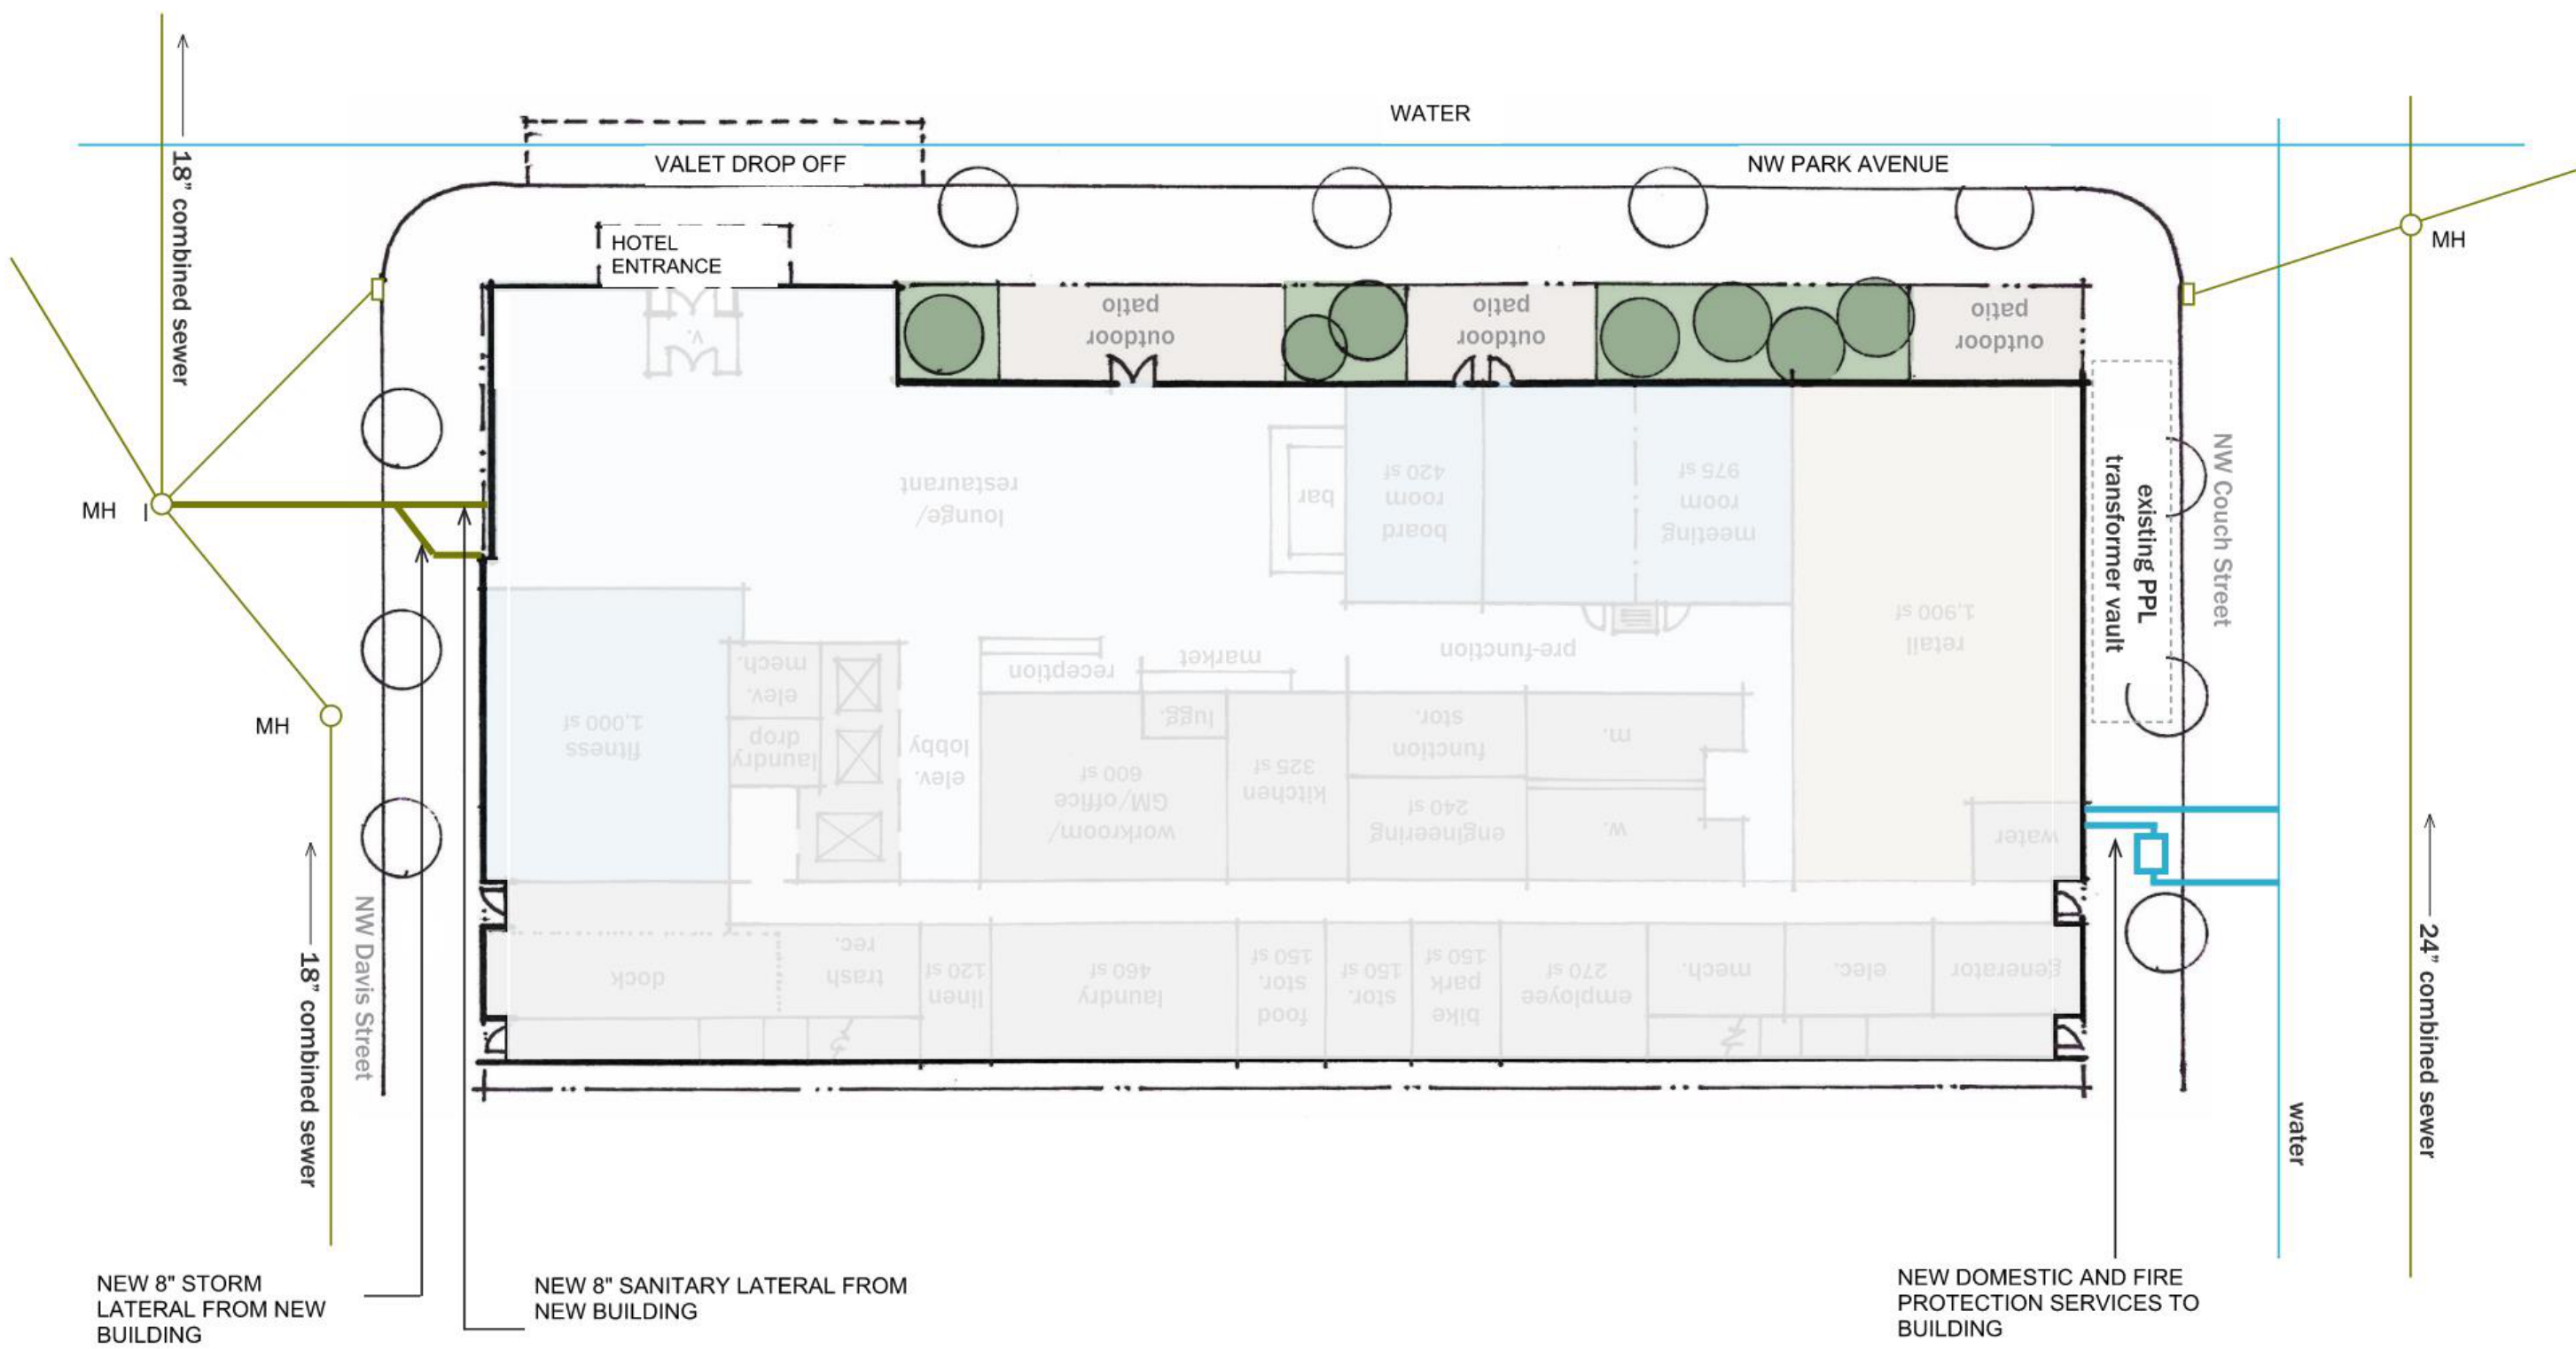 WATER
VALET DROP OFF
NW PARK AVENUE
18” combined sewer
HOTEL
ENTRANCE
MH
outdoor
patio
outdoor
patio
outdoor
patio
v.
MH
MH
lounge/
restaurant
bar
board
room
420 sf
meeting
room
975 sf
retail
1,900 sf
existing PPL
transformer vault
NW Couch Street
pre-function
market
reception
elev.
mech.
laundry
drop
fitness
1,000 sf
elev.
lobby
lugg.
workroom/
GM/office
600 sf
kitchen
325 sf
function
stor.
engineering
240 sf
m.
w.
water
dock
trash
rec.
linen
120 sf
laundry
460 sf
food
stor.
150 sf
stor.
150 sf
bike
park
150 sf
employee
270 sf
mech.
elec.
generator
NW Davis Street
18” combined sewer
24” combined sewer
water
NEW 8" STORM
LATERAL FROM NEW
BUILDING
NEW 8" SANITARY LATERAL FROM
NEW BUILDING
NEW DOMESTIC AND FIRE
PROTECTION SERVICES TO
BUILDING